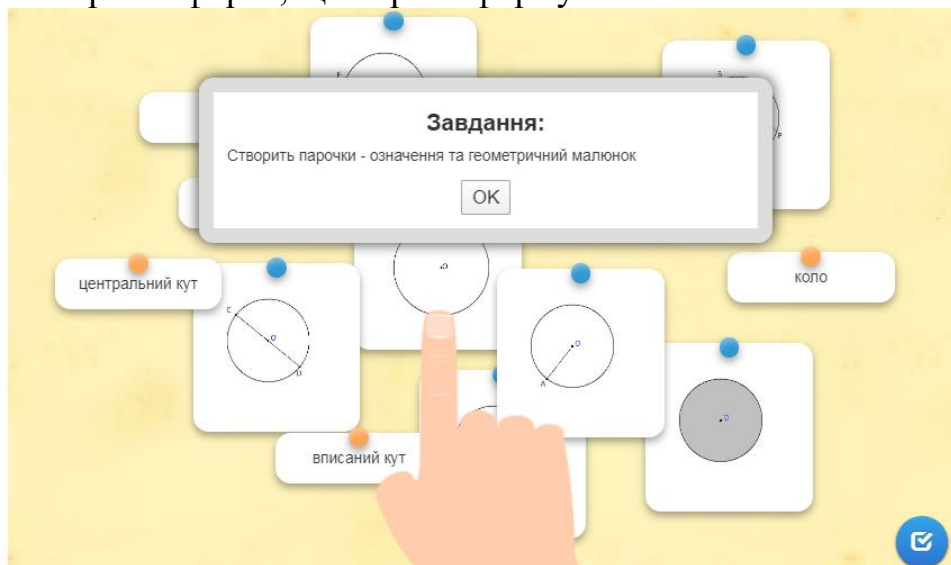 Завдання:
Створить парочки - означення та геометричний малюнок
OK
центральний кут
коло
C
O
D
O
O
A
O
вписаний кут